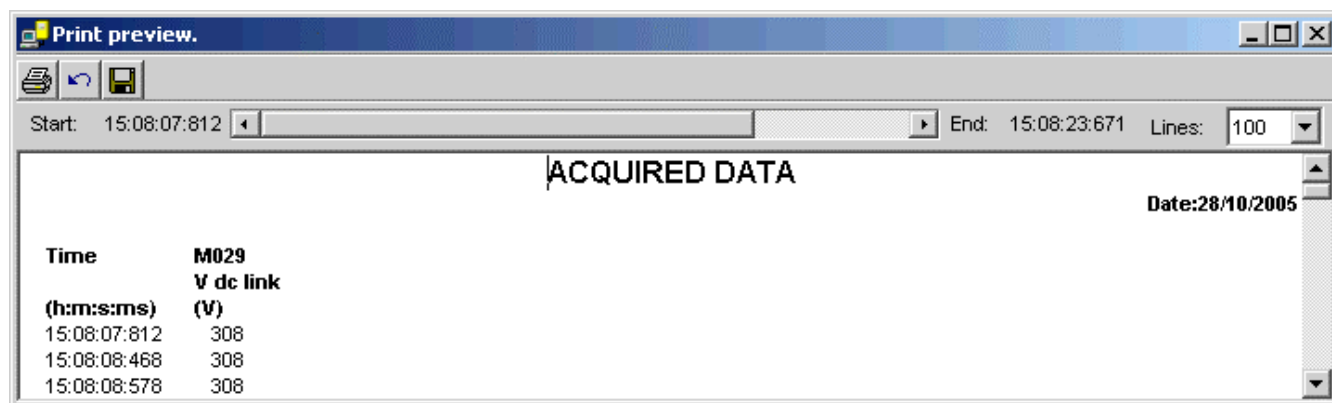 Print preview.
Start: 15:08:07:812 End: 15:08:23:671 Lines: 100
ACQUIRED DATA
Date:28/10/2005
Time M029
V dc link
(h:m:s:ms) (V)
15:08:07:812 308
15:08:08:468 308
15:08:08:578 308